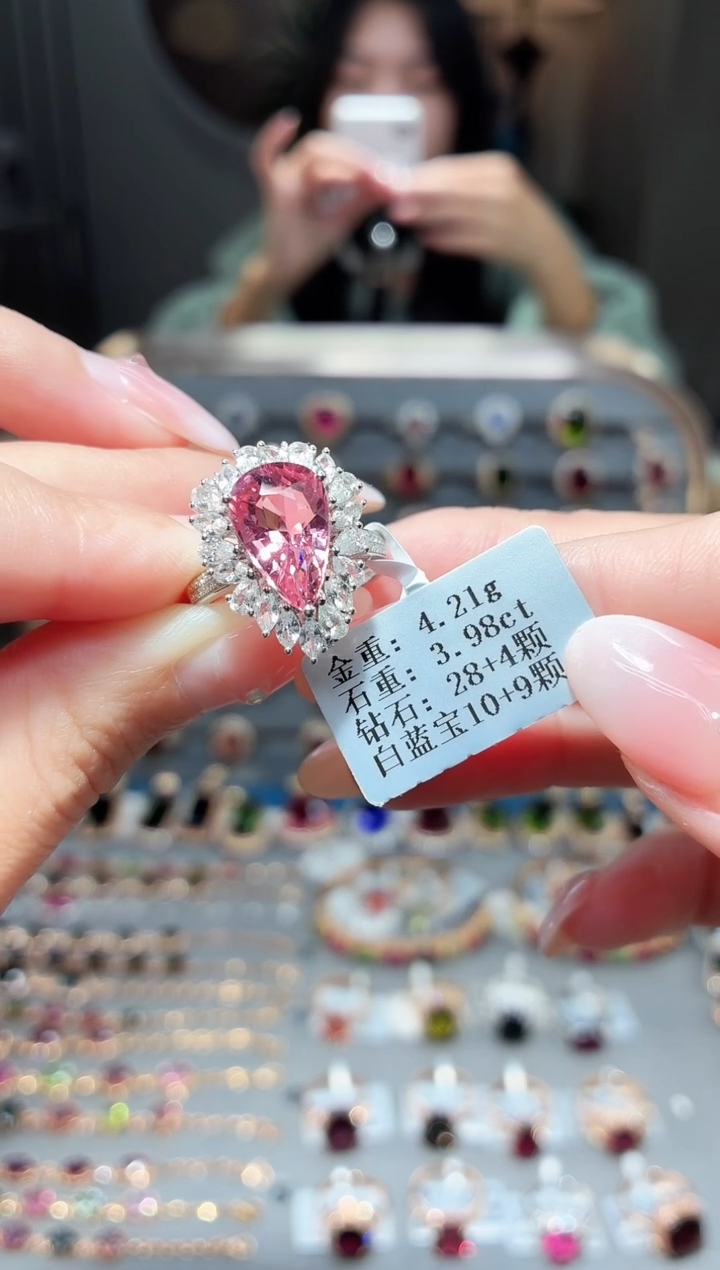 金重: 4.21g
石重: 3.98ct
钻石: 28+4颗
白蓝宝10+9颗